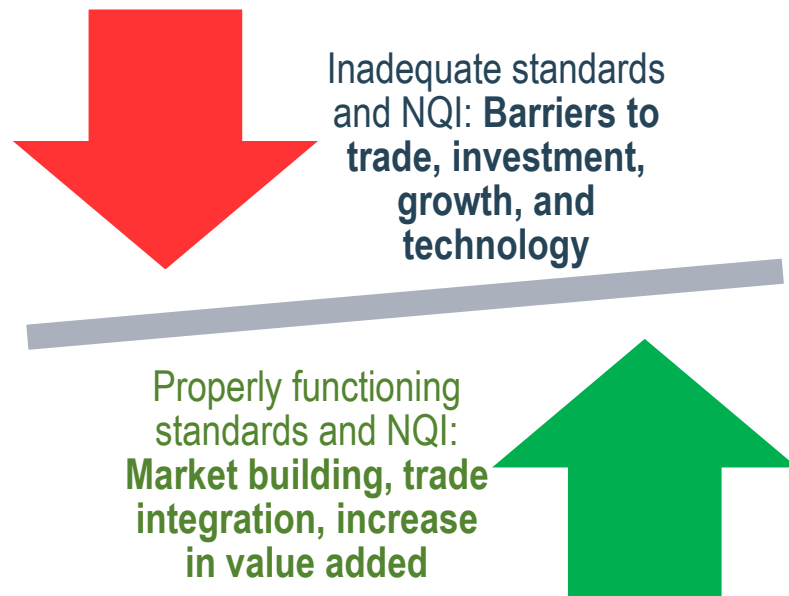 Inadequate standards
and NQI: Barriers to
trade, investment,
growth, and
technology
Properly functioning
standards and NQI:
Market building, trade
integration, increase
in value added